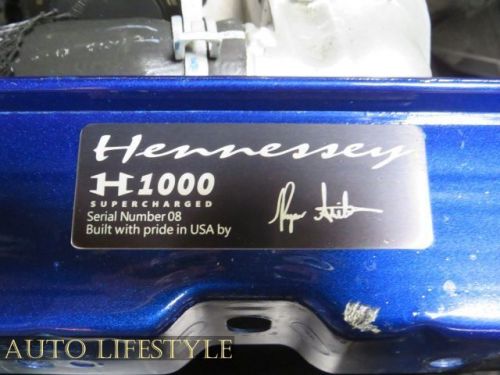 Hennessey
H1000
SUPERCHARGED
Serial Number 08
Built with pride in USA by
AUTO LIFESTYLE